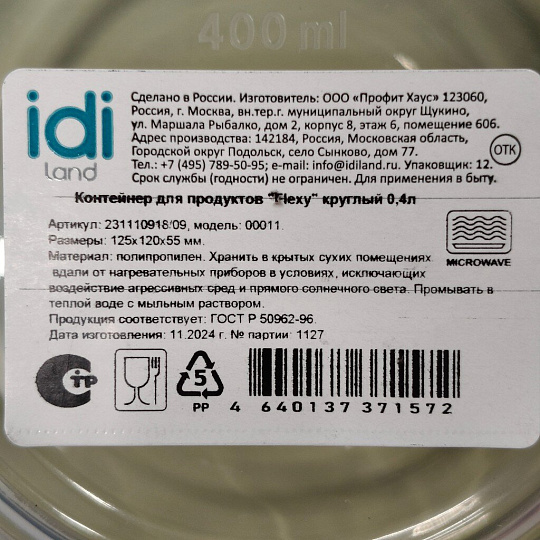 400 ml
idi
land
Сделано в России. Изготовитель: ООО «Профит Хаус» 123060,
Россия, г. Москва, вн.тер.г. муниципальный округ Щукино,
ул. Маршала Рыбалко, дом 2, корпус 8, этаж 6, помещение 606.
Адрес производства: 142184, Россия, Московская область,
Городской округ Подольск, село Сынково, дом 77.
Тел.: +7 (495) 789-50-95; e-mail: info@idiland.ru. Упаковщик: 12.
Срок службы (годности) не ограничен. Для применения в быту.
ОТК
Контейнер для продуктов "Flexy" круглый 0,4л
Артикул: 231110918/09, модель: 00011.
Размеры: 125х120х55 мм.
Материал: полипропилен. Хранить в крытых сухих помещениях
вдали от нагревательных приборов в условиях, исключающих
воздействие агрессивных сред и прямого солнечного света. Промывать в
теплой воде с мыльным раствором.
Продукция соответствует: ГОСТ Р 50962-96.
Дата изготовления: 11.2024 г. № партии: 1127
MICROWAVE
СТР
5
PP
4 640137 371572